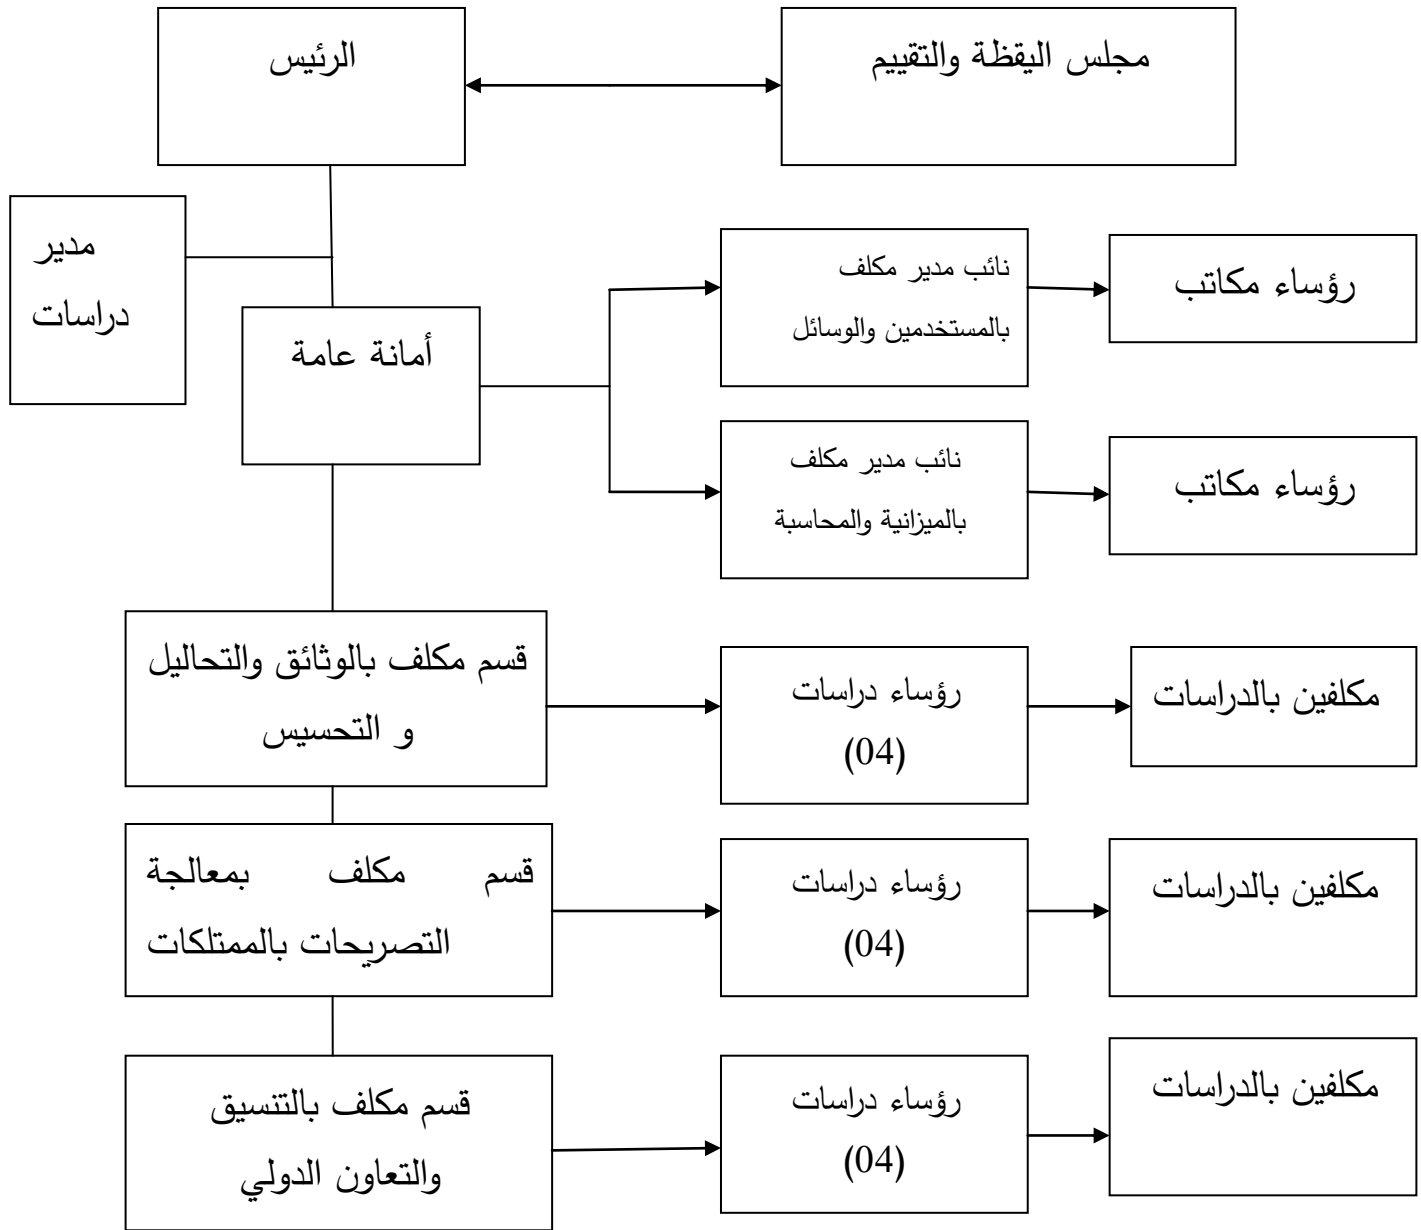 مجلس اليقظة والتقييم
الرئيس
مدير
دراسات
أمانة عامة
نائب مدير مكلف
بالمستخدمين والوسائل
رؤساء مكاتب
نائب مدير مكلف
بالميزانية والمحاسبة
رؤساء مكاتب
قسم مكلف بالوثائق والتحاليل
و التحسيس
رؤساء دراسات
(04)
مكلفين بالدراسات
قسم مكلف بمعالجة
التصريحات بالممتلكات
رؤساء دراسات
(04)
مكلفين بالدراسات
قسم مكلف بالتنسيق
والتعاون الدولي
رؤساء دراسات
(04)
مكلفين بالدراسات